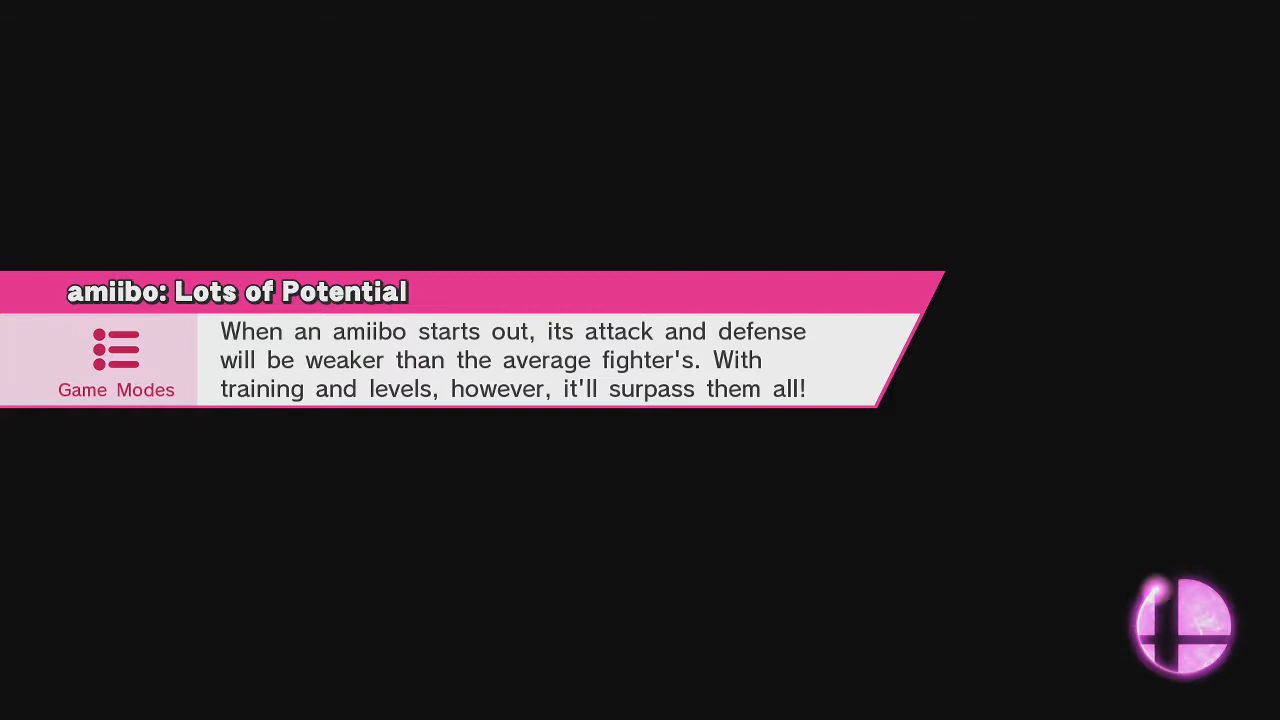 amiibo: Lots of Potential
Game Modes
When an amiibo starts out, its attack and defense
will be weaker than the average fighter's. With
training and levels, however, it'll surpass them all!